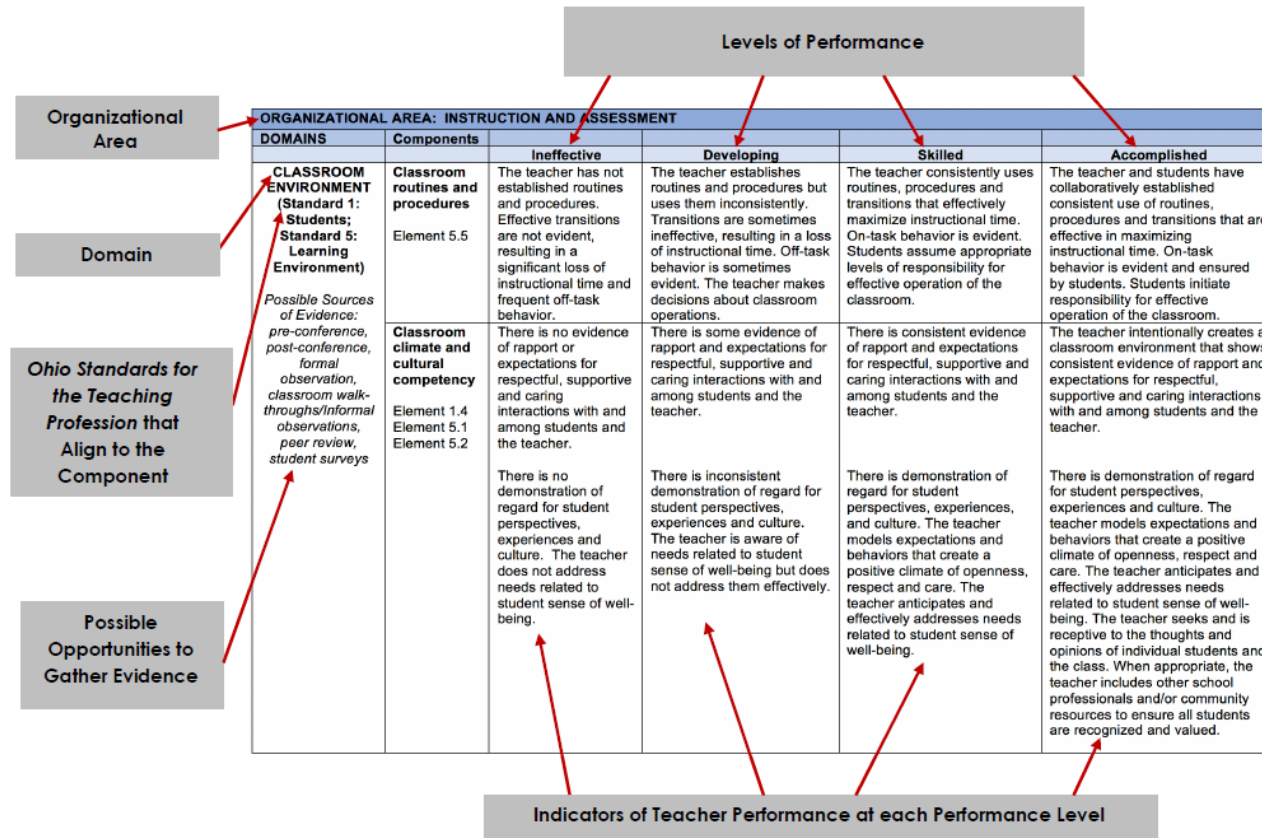 Levels of Performance
Organizational
Area
ORGANIZATIONAL AREA: INSTRUCTION AND ASSESSMENT
DOMAINS
Components
Ineffective
Developing
Skilled
Accomplished
CLASSROOM
ENVIRONMENT
(Standard 1:
Students;
Standard 5:
Learning
Environment)
Possible Sources
of Evidence:
pre-conference,
post-conference,
formal
observation,
classroom walk-
throughs/Informal
observations,
peer review,
student surveys
Classroom
routines and
procedures
Element 5.5
The teacher has not
established routines
and procedures.
Effective transitions
are not evident,
resulting in a
significant loss of
instructional time and
frequent off-task
behavior.
The teacher establishes
routines and procedures but
uses them inconsistently.
Transitions are sometimes
ineffective, resulting in a loss
of instructional time. Off-task
behavior is sometimes
evident. The teacher makes
decisions about classroom
operations.
The teacher consistently uses
routines, procedures and
transitions that effectively
maximize instructional time.
On-task behavior is evident.
Students assume appropriate
levels of responsibility for
effective operation of the
classroom.
The teacher and students have
collaboratively established
consistent use of routines,
procedures and transitions that are
effective in maximizing
instructional time. On-task
behavior is evident and ensured
by students. Students initiate
responsibility for effective
operation of the classroom.
Classroom
climate and
cultural
competency
Element 1.4
Element 5.1
Element 5.2
There is no evidence
of rapport or
expectations for
respectful, supportive
and caring
interactions with and
among students and
the teacher.
There is no
demonstration of
regard for student
perspectives,
experiences and
culture. The teacher
does not address
needs related to
student sense of well-
being.
There is some evidence of
rapport and expectations for
respectful, supportive and
caring interactions with and
among students and the
teacher.
There is inconsistent
demonstration of regard for
student perspectives,
experiences and culture.
The teacher is aware of
needs related to student
sense of well-being but does
not address them effectively.
There is consistent evidence
of rapport and expectations
for respectful, supportive and
caring interactions with and
among students and the
teacher.
There is demonstration of
regard for student
perspectives, experiences,
and culture. The teacher
models expectations and
behaviors that create a
positive climate of openness,
respect and care. The
teacher anticipates and
effectively addresses needs
related to student sense of
well-being.
The teacher intentionally creates a
classroom environment that shows
consistent evidence of rapport and
expectations for respectful,
supportive and caring interactions
with and among students and the
teacher.
There is demonstration of regard
for student perspectives,
experiences and culture. The
teacher models expectations and
behaviors that create a positive
climate of openness, respect and
care. The teacher anticipates and
effectively addresses needs
related to student sense of well-
being. The teacher seeks and is
receptive to the thoughts and
opinions of individual students and
the class. When appropriate, the
teacher includes other school
professionals and/or community
resources to ensure all students
are recognized and valued.
Domain
Ohio Standards for
the Teaching
Profession that
Align to the
Component
Possible
Opportunities to
Gather Evidence
Indicators of Teacher Performance at each Performance Level